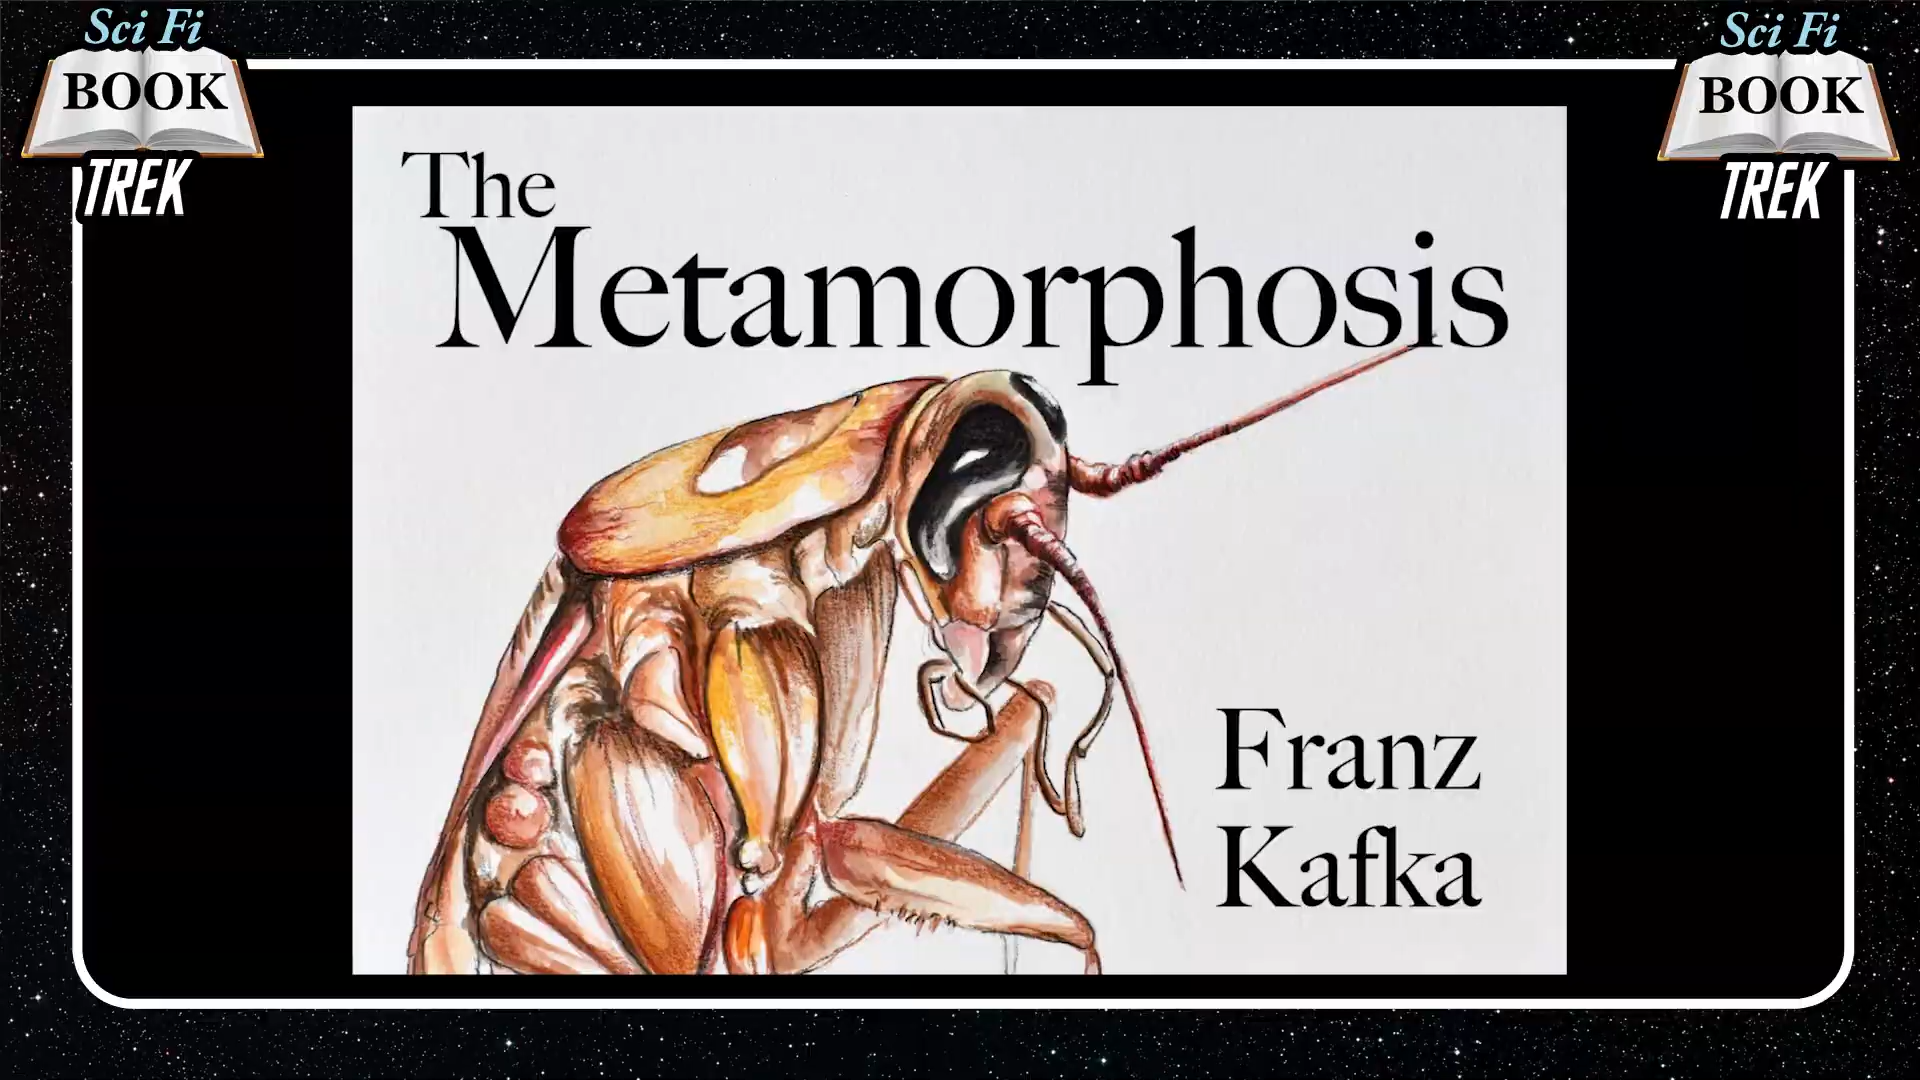 Sci Fi
BOOK
TREK
Sci Fi
BOOK
TREK
The
Metamorphosis
Franz
Kafka